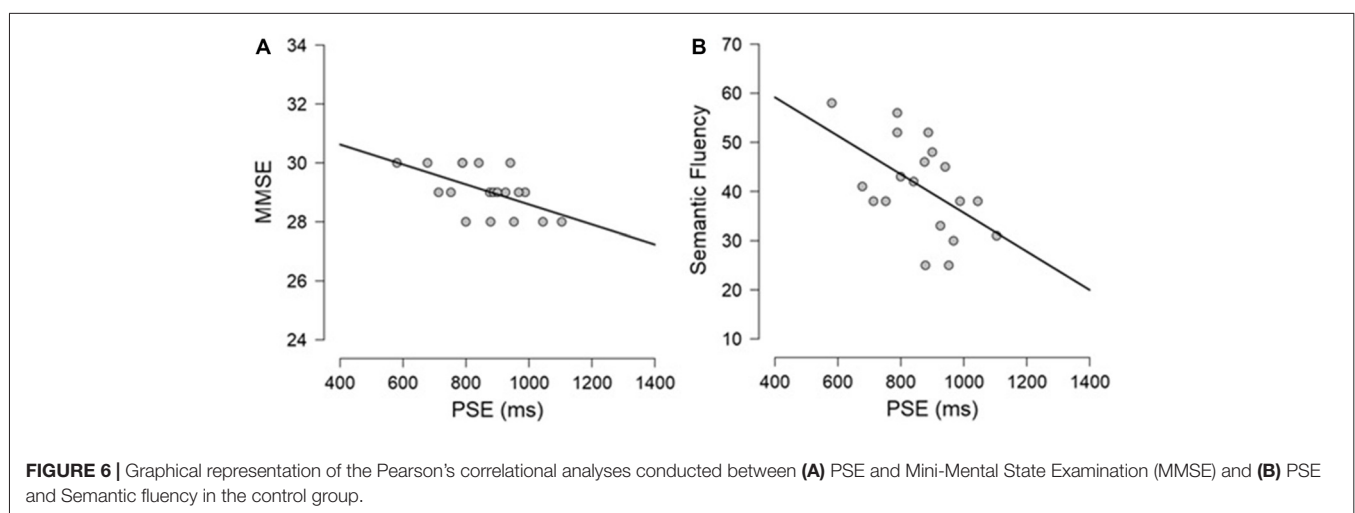 A
34
32
30
28
26
24
MMSE
400 600 800 1000 1200 1400
PSE (ms)
B
70
60
50
40
30
20
10
Semantic Fluency
400 600 800 1000 1200 1400
PSE (ms)
FIGURE 6 | Graphical representation of the Pearson's correlational analyses conducted between (A) PSE and Mini-Mental State Examination (MMSE) and (B) PSE
and Semantic fluency in the control group.